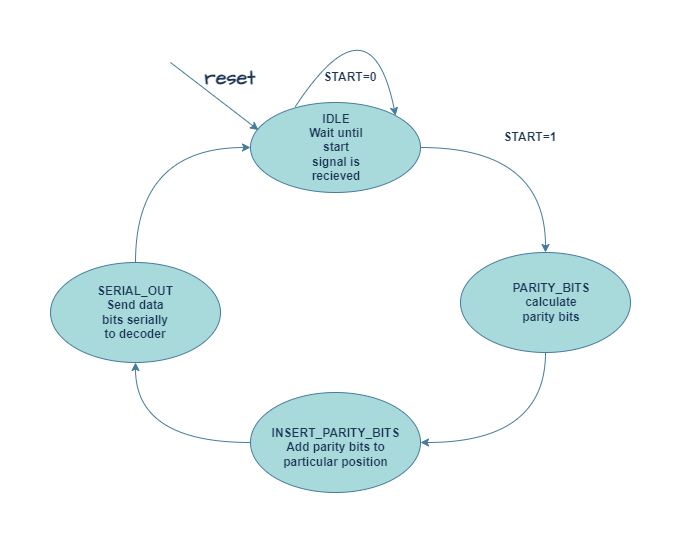 reset
START=0
IDLE
Wait until
start
signal is
recieved
START=1
SERIAL_OUT
Send data
bits serially
to decoder
PARITY_BITS
calculate
parity bits
INSERT_PARITY_BITS
Add parity bits to
particular position